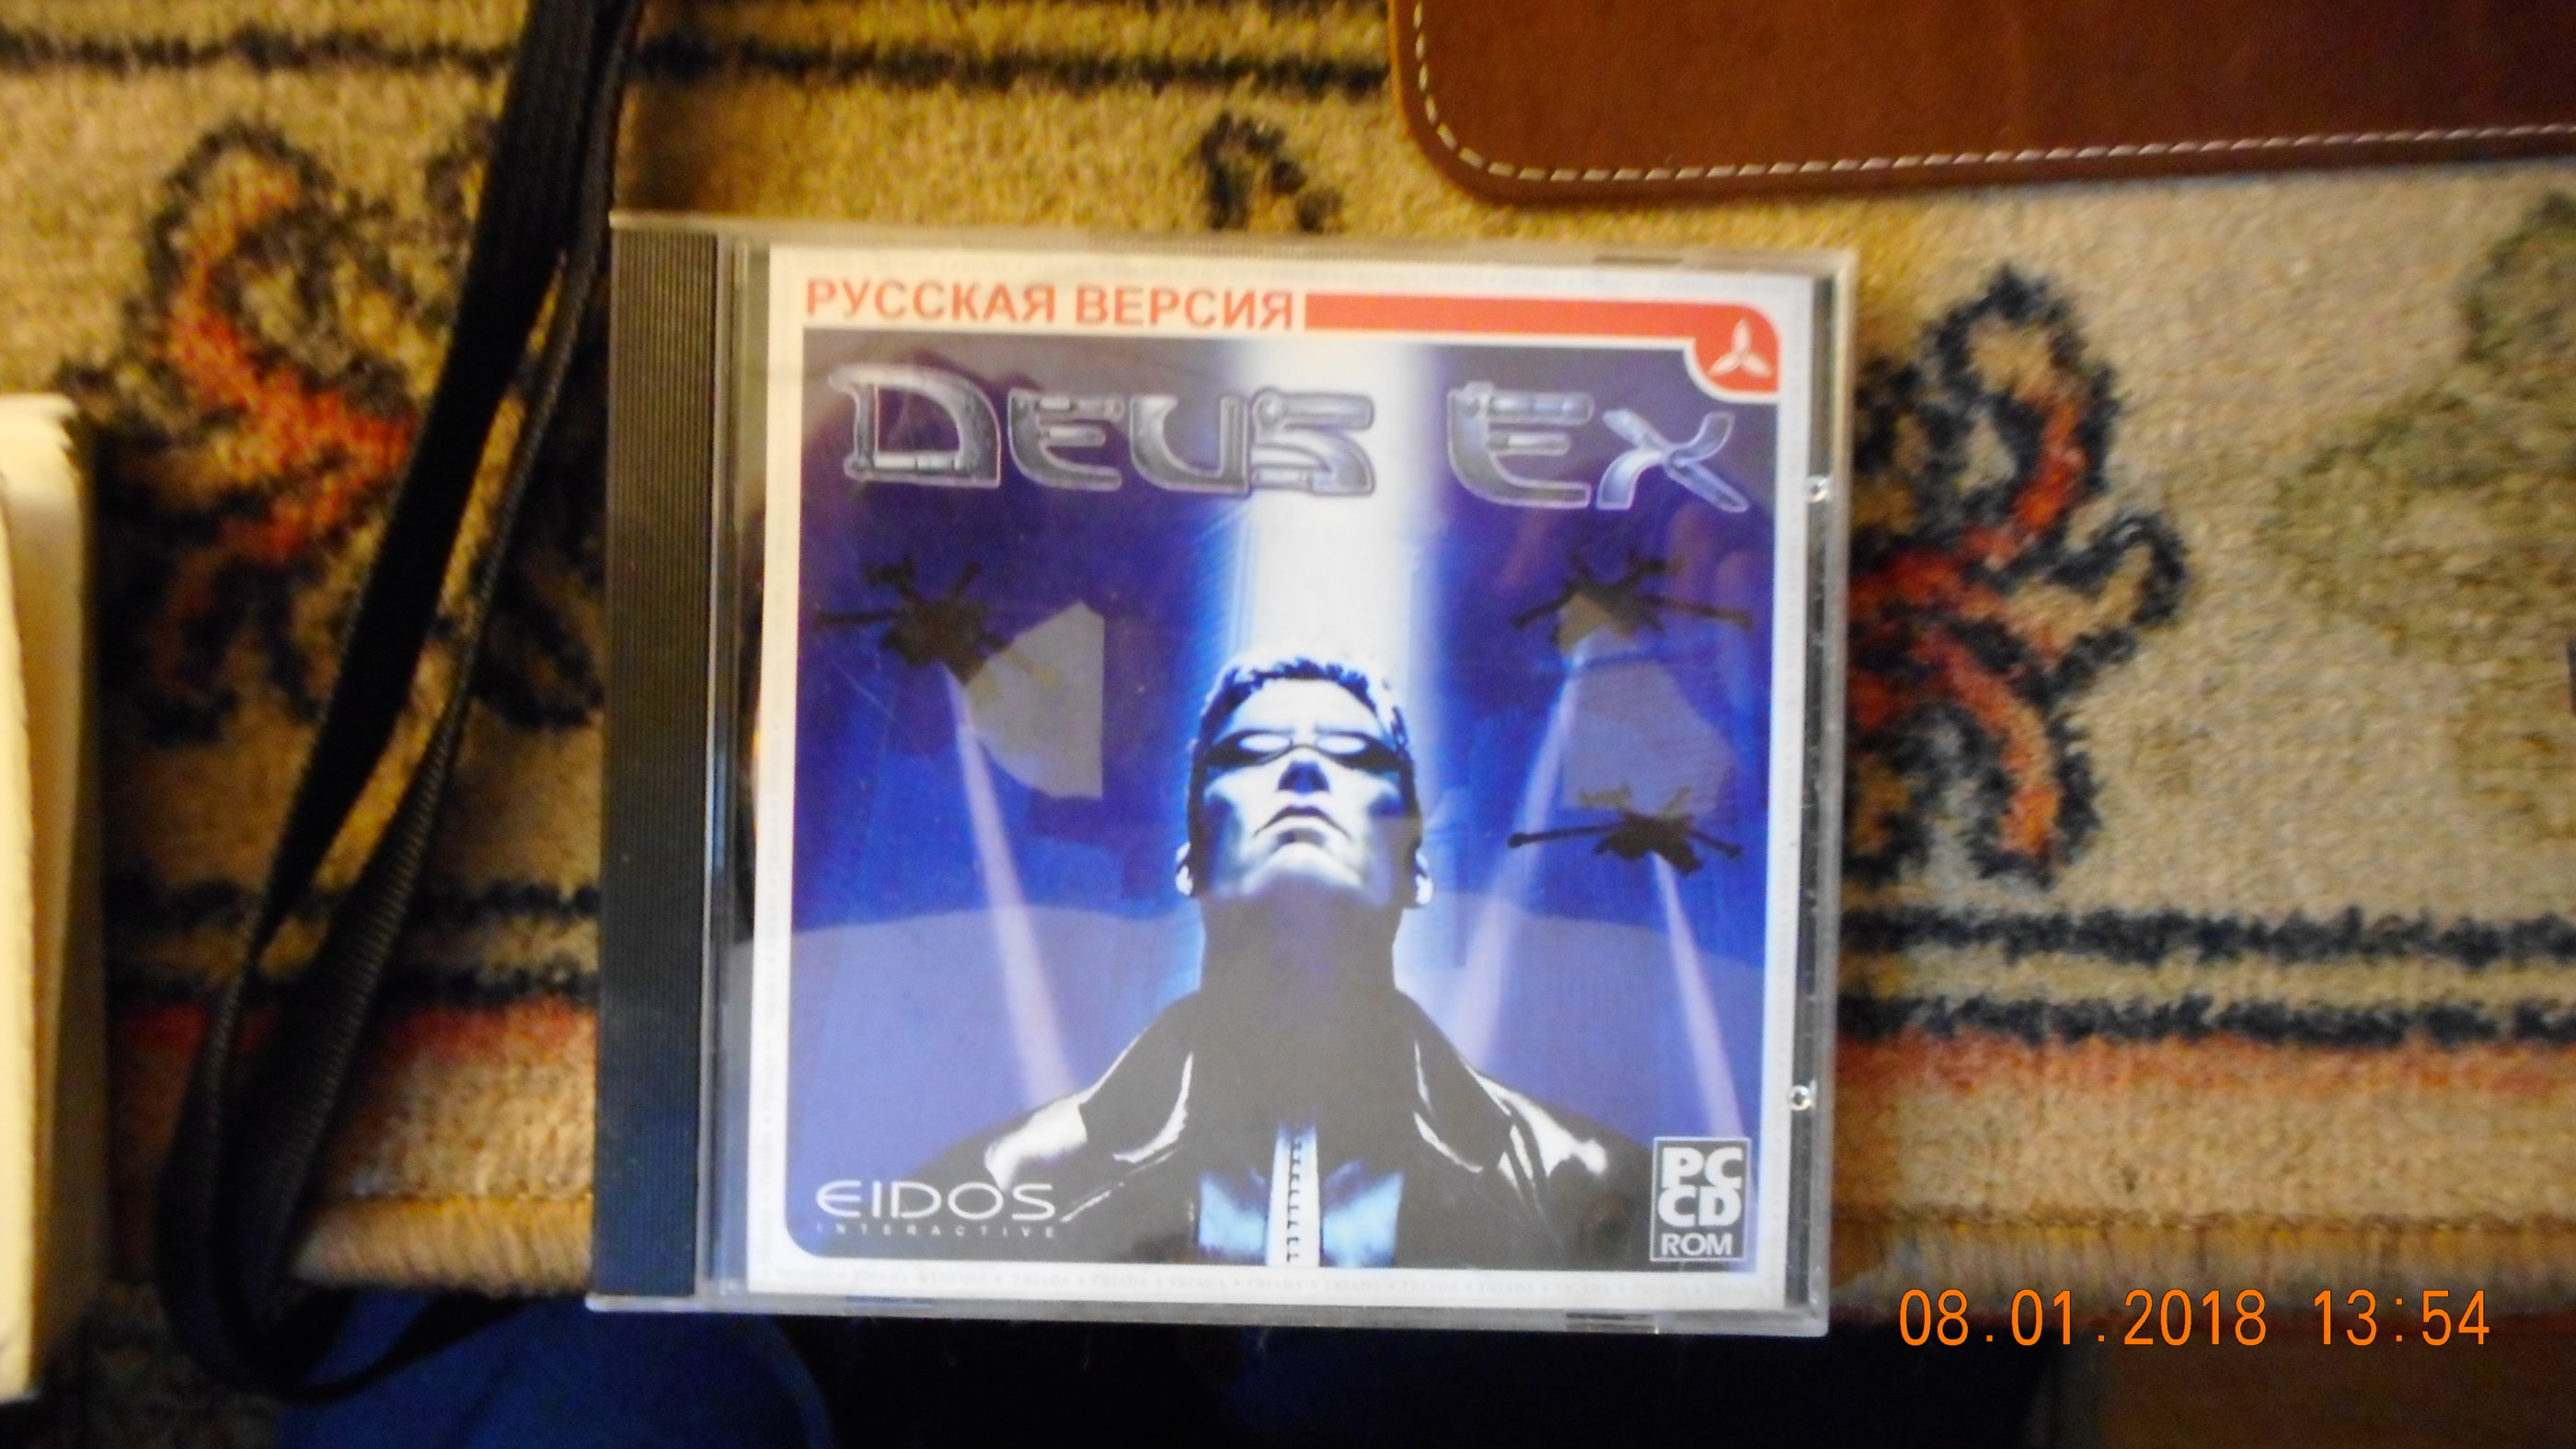 РУССКАЯ ВЕРСИЯ
DEUS EX
EIDOS
INTERACTIVE
PC
CD
ROM
08.01.2018 13:54